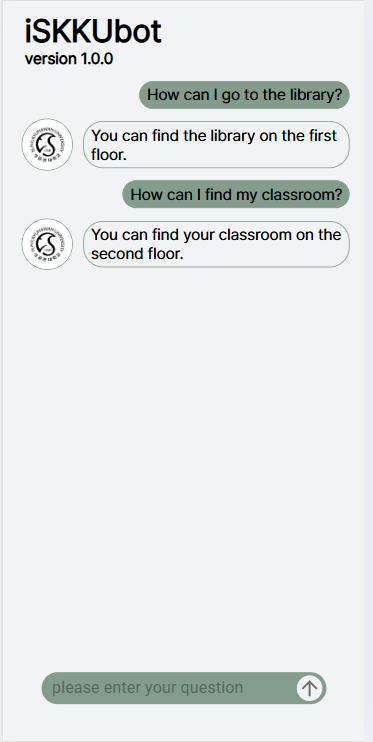 iSKKUbot
version 1.0.0
How can I go to the library?
You can find the library on the first
floor.
How can I find my classroom?
You can find your classroom on the
second floor.
please enter your question